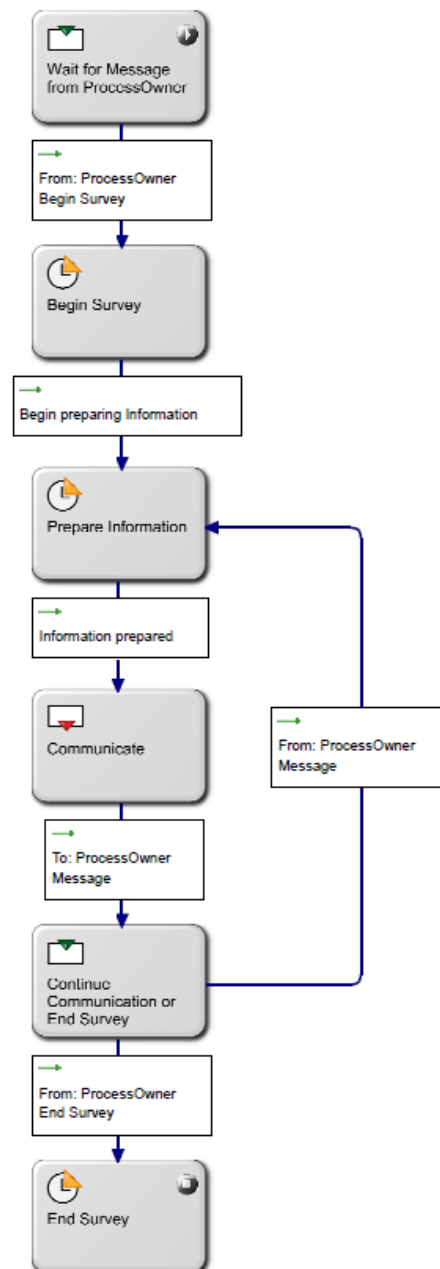 Wait for Message
from ProcessOwner
From: ProcessOwner
Begin Survey
Begin Survey
Begin preparing Information
Prepare Information
Information prepared
Communicate
From: ProcessOwner
Message
To: ProcessOwner
Message
Continue
Communication or
End Survey
From: ProcessOwner
End Survey
End Survey